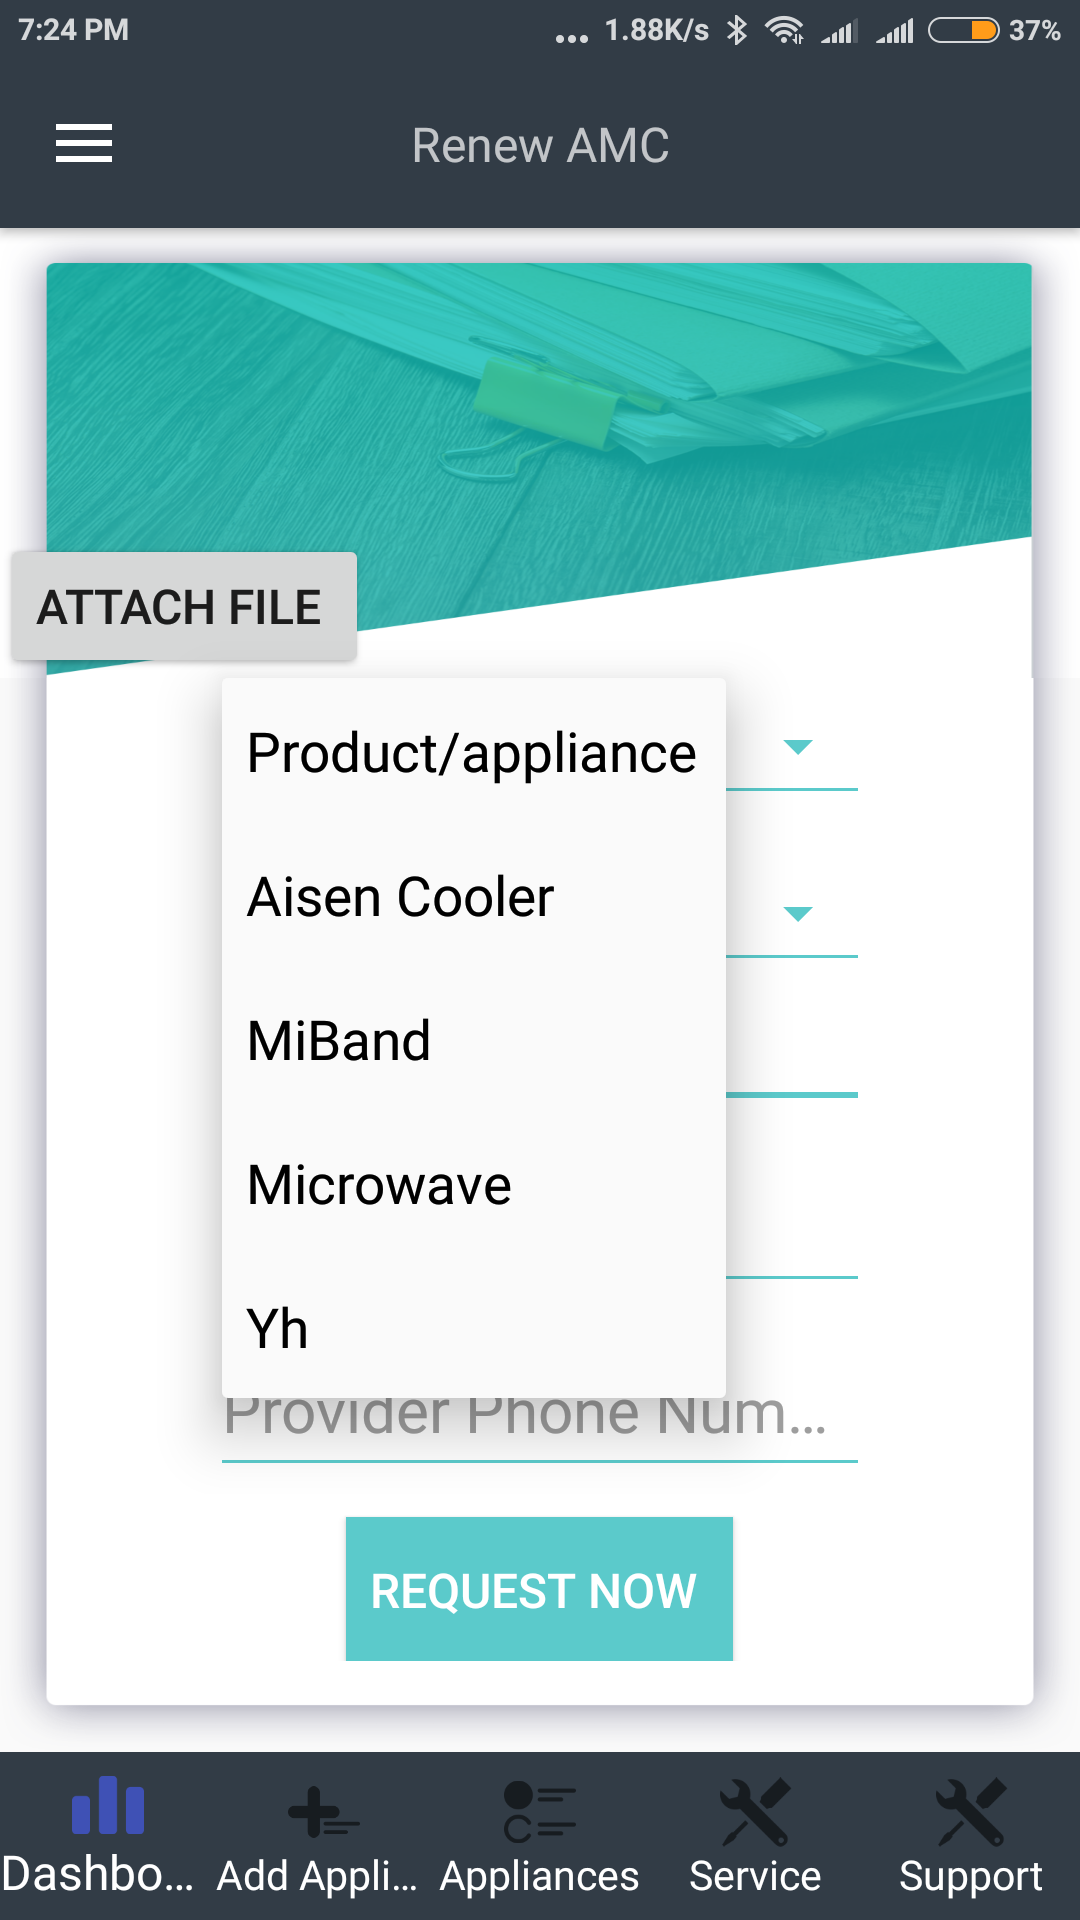 7:24 PM
... 1.88K/s
37%
Renew AMC
ATTACH FILE
Product/appliance
Aisen Cooler
MiBand
Microwave
Yh
Provider Phone Num...
REQUEST NOW
Dashbo...
Add Appli...
Appliances
Service
Support